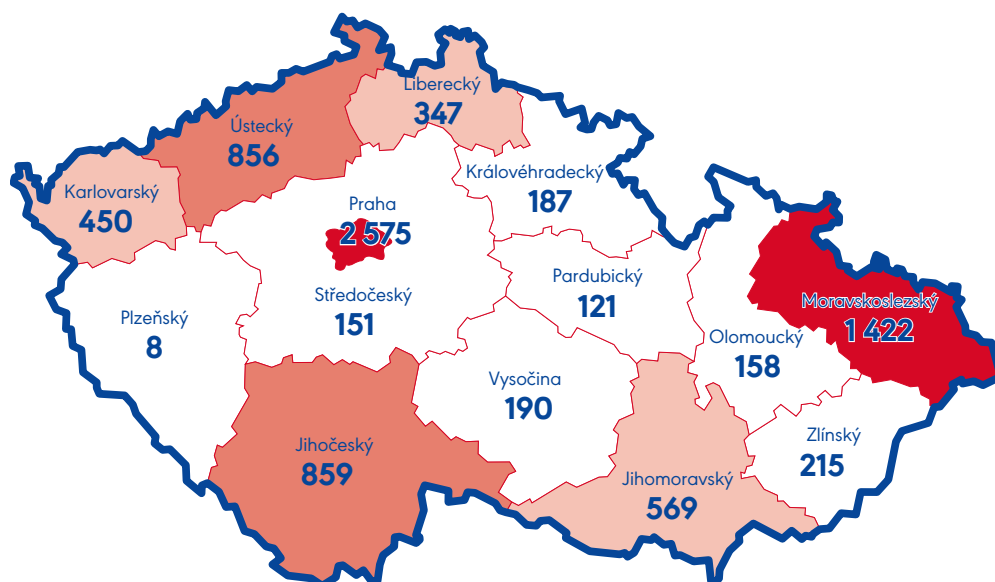 Liberecký
347
Ústecký
856
Královéhradecký
187
Karlovarský
450
Praha
2 575
Pardubický
121
Moravskoslezský
1 422
Středočeský
151
Plzeňský
8
Olomoucký
158
Vysočina
190
Zlínský
215
Jihočeský
859
Jihomoravský
569